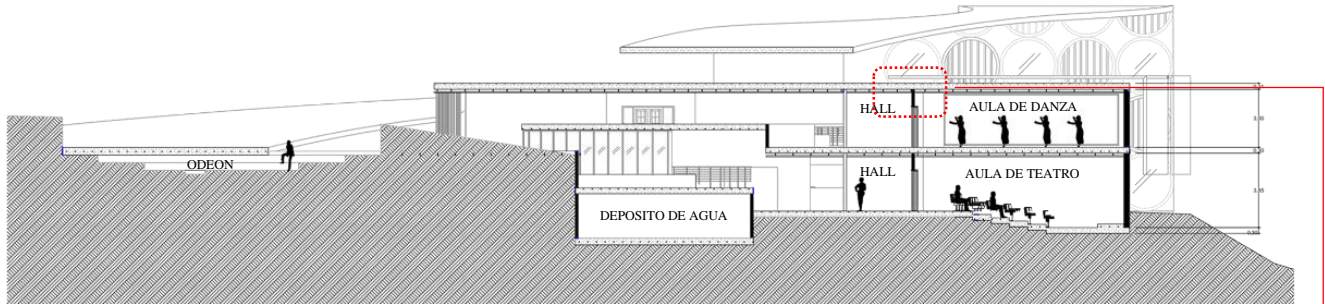 HALL
AULA DE DANZA
ODEON
HALL
AULA DE TEATRO
DEPOSITO DE AGUA